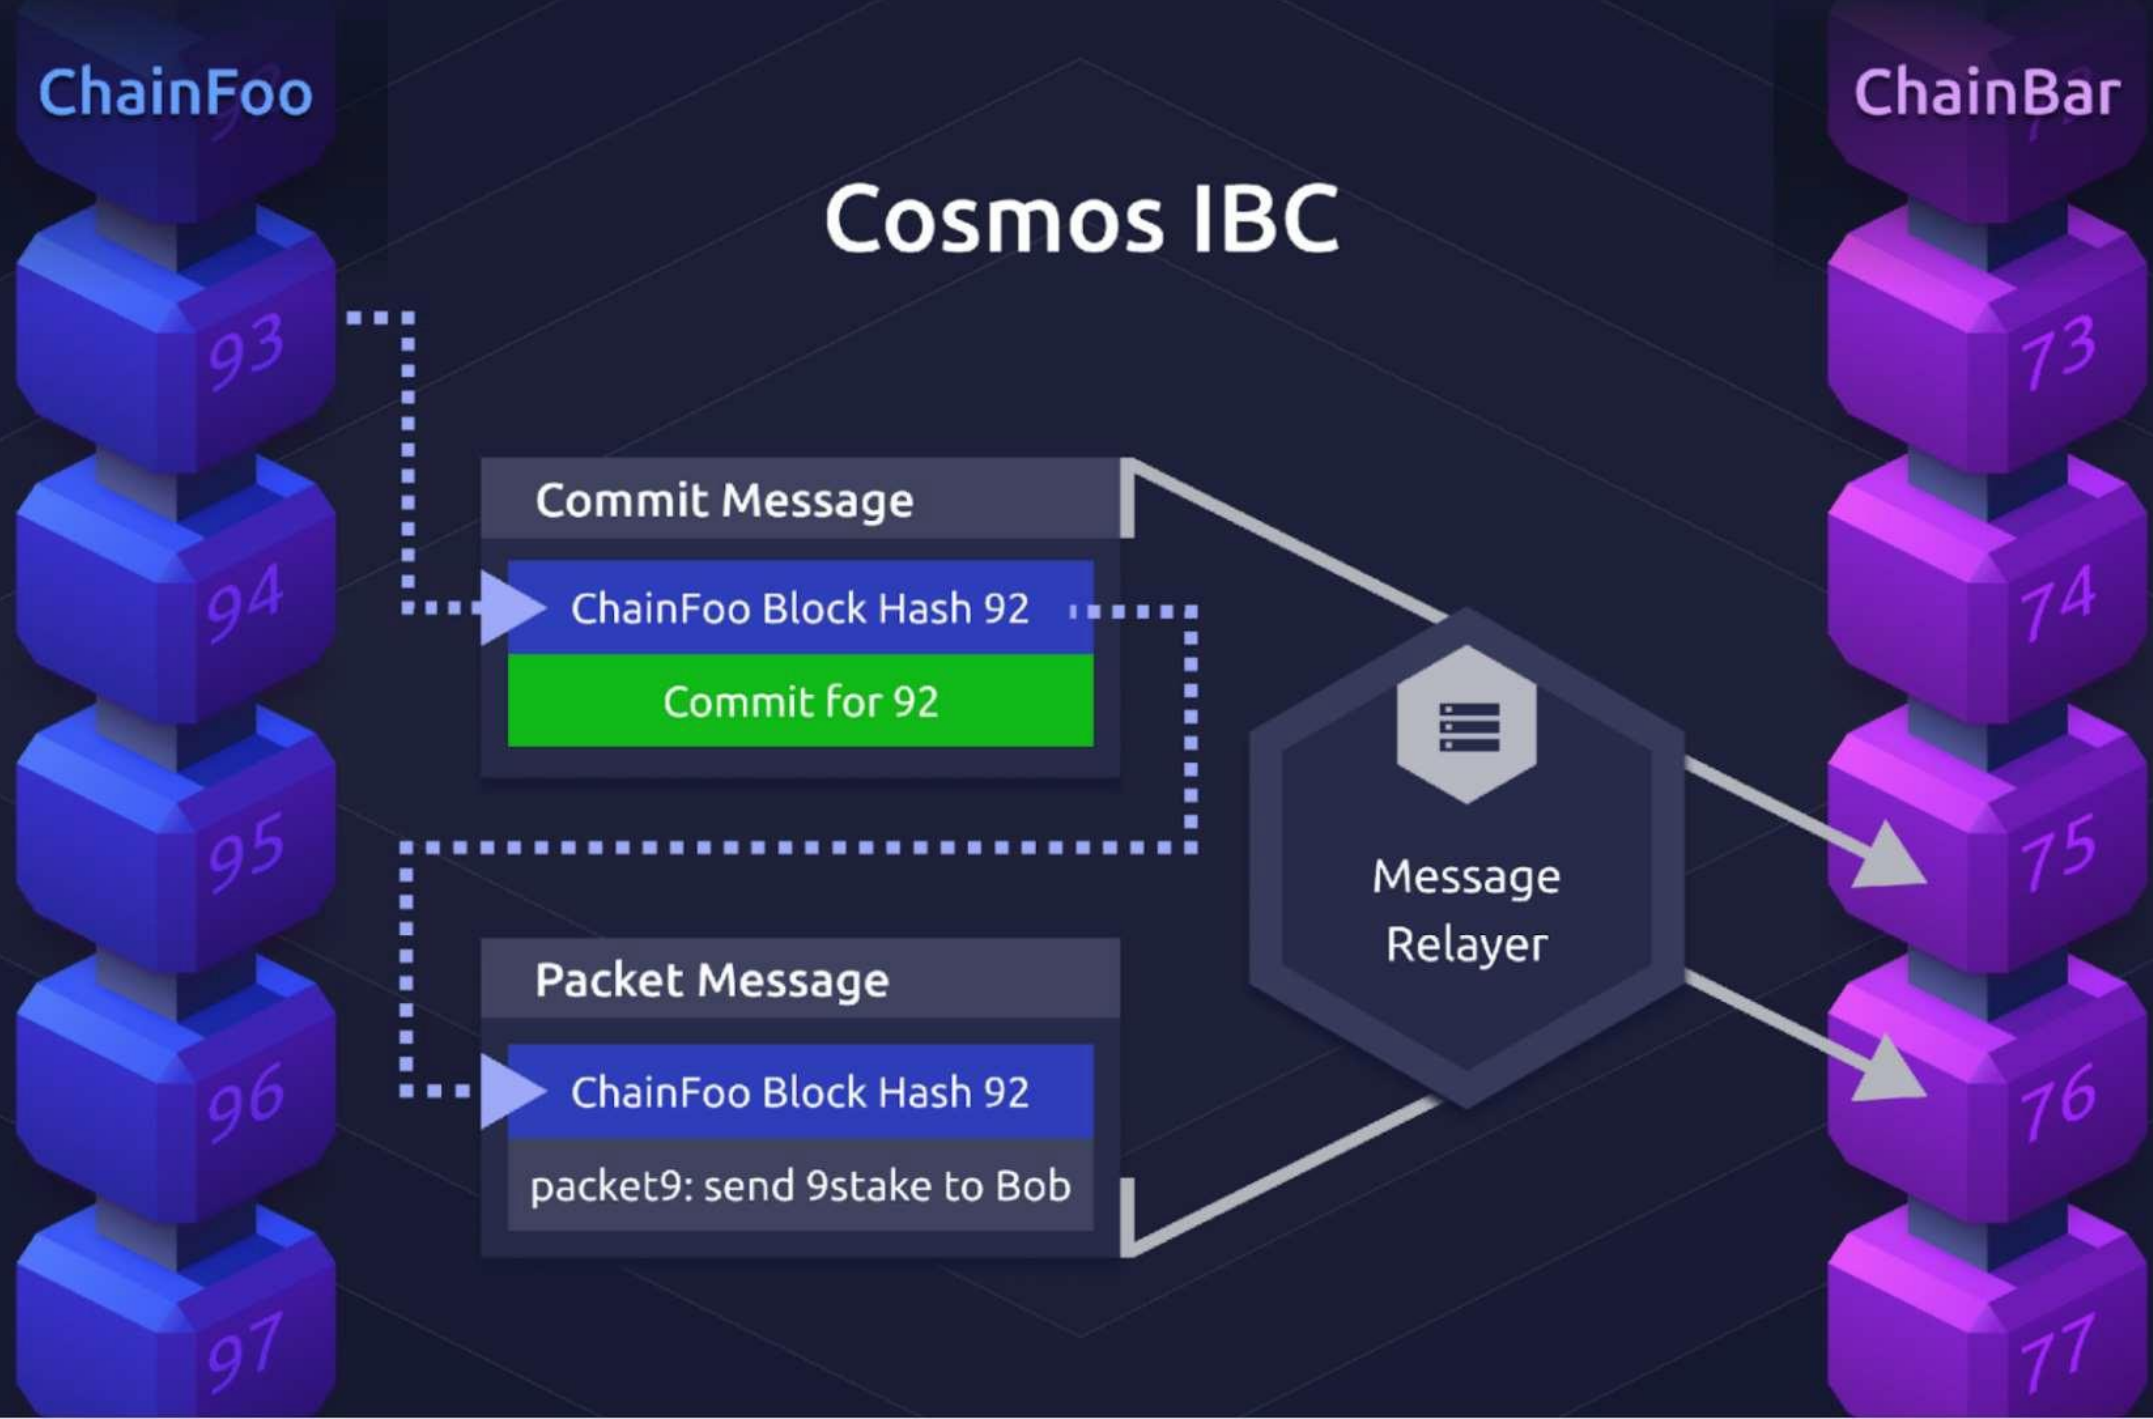 ChainFoo
ChainBar
Cosmos IBC
93
94
95
96
97
Commit Message
ChainFoo Block Hash 92
Commit for 92
Packet Message
ChainFoo Block Hash 92
packet9: send 9stake to Bob
Message
Relayer
73
74
75
76
77